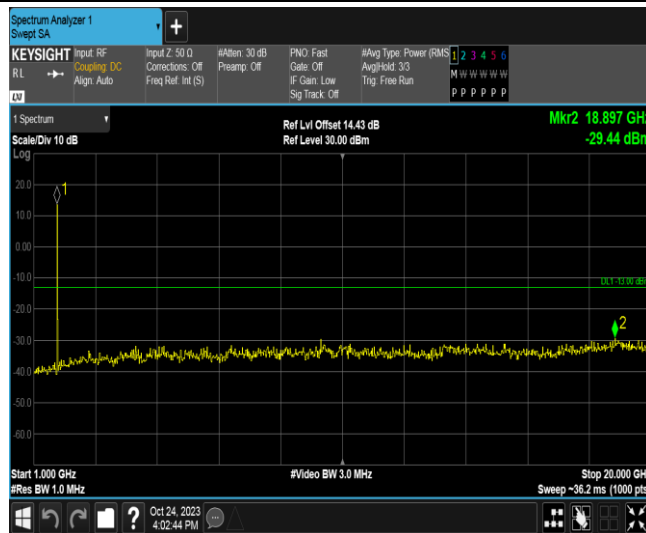 Spectrum Analyzer 1
Swept SA
+
KEYSIGHT
RL
LXI
Input: RF
Coupling: DC
Align: Auto
Input Z: 50 Ω
Corrections: Off
Freq Ref: Int (S)
#Atten: 30 dB
Preamp: Off
PNO: Fast
Gate: Off
IF Gain: Low
Sig Track: Off
#Avg Type: Power (RMS
Avg|Hold: 3/3
Trig: Free Run
1 2 3 4 5 6
M W W W W W
P P P P P P
1 Spectrum
Scale/Div 10 dB
Log
Ref Lvl Offset 14.43 dB
Ref Level 30.00 dBm
Mkr2 18.897 GHz
-29.44 dBm
20.0
10.0
0.00
-10.0
-20.0
-30.0
-40.0
-50.0
-60.0
1
2
DL1 -13.00 dBm
Start 1.000 GHz
#Res BW 1.0 MHz
#Video BW 3.0 MHz
Stop 20.000 GHz
Sweep ~36.2 ms (1000 pts
?
Oct 24, 2023
4:02:44 PM